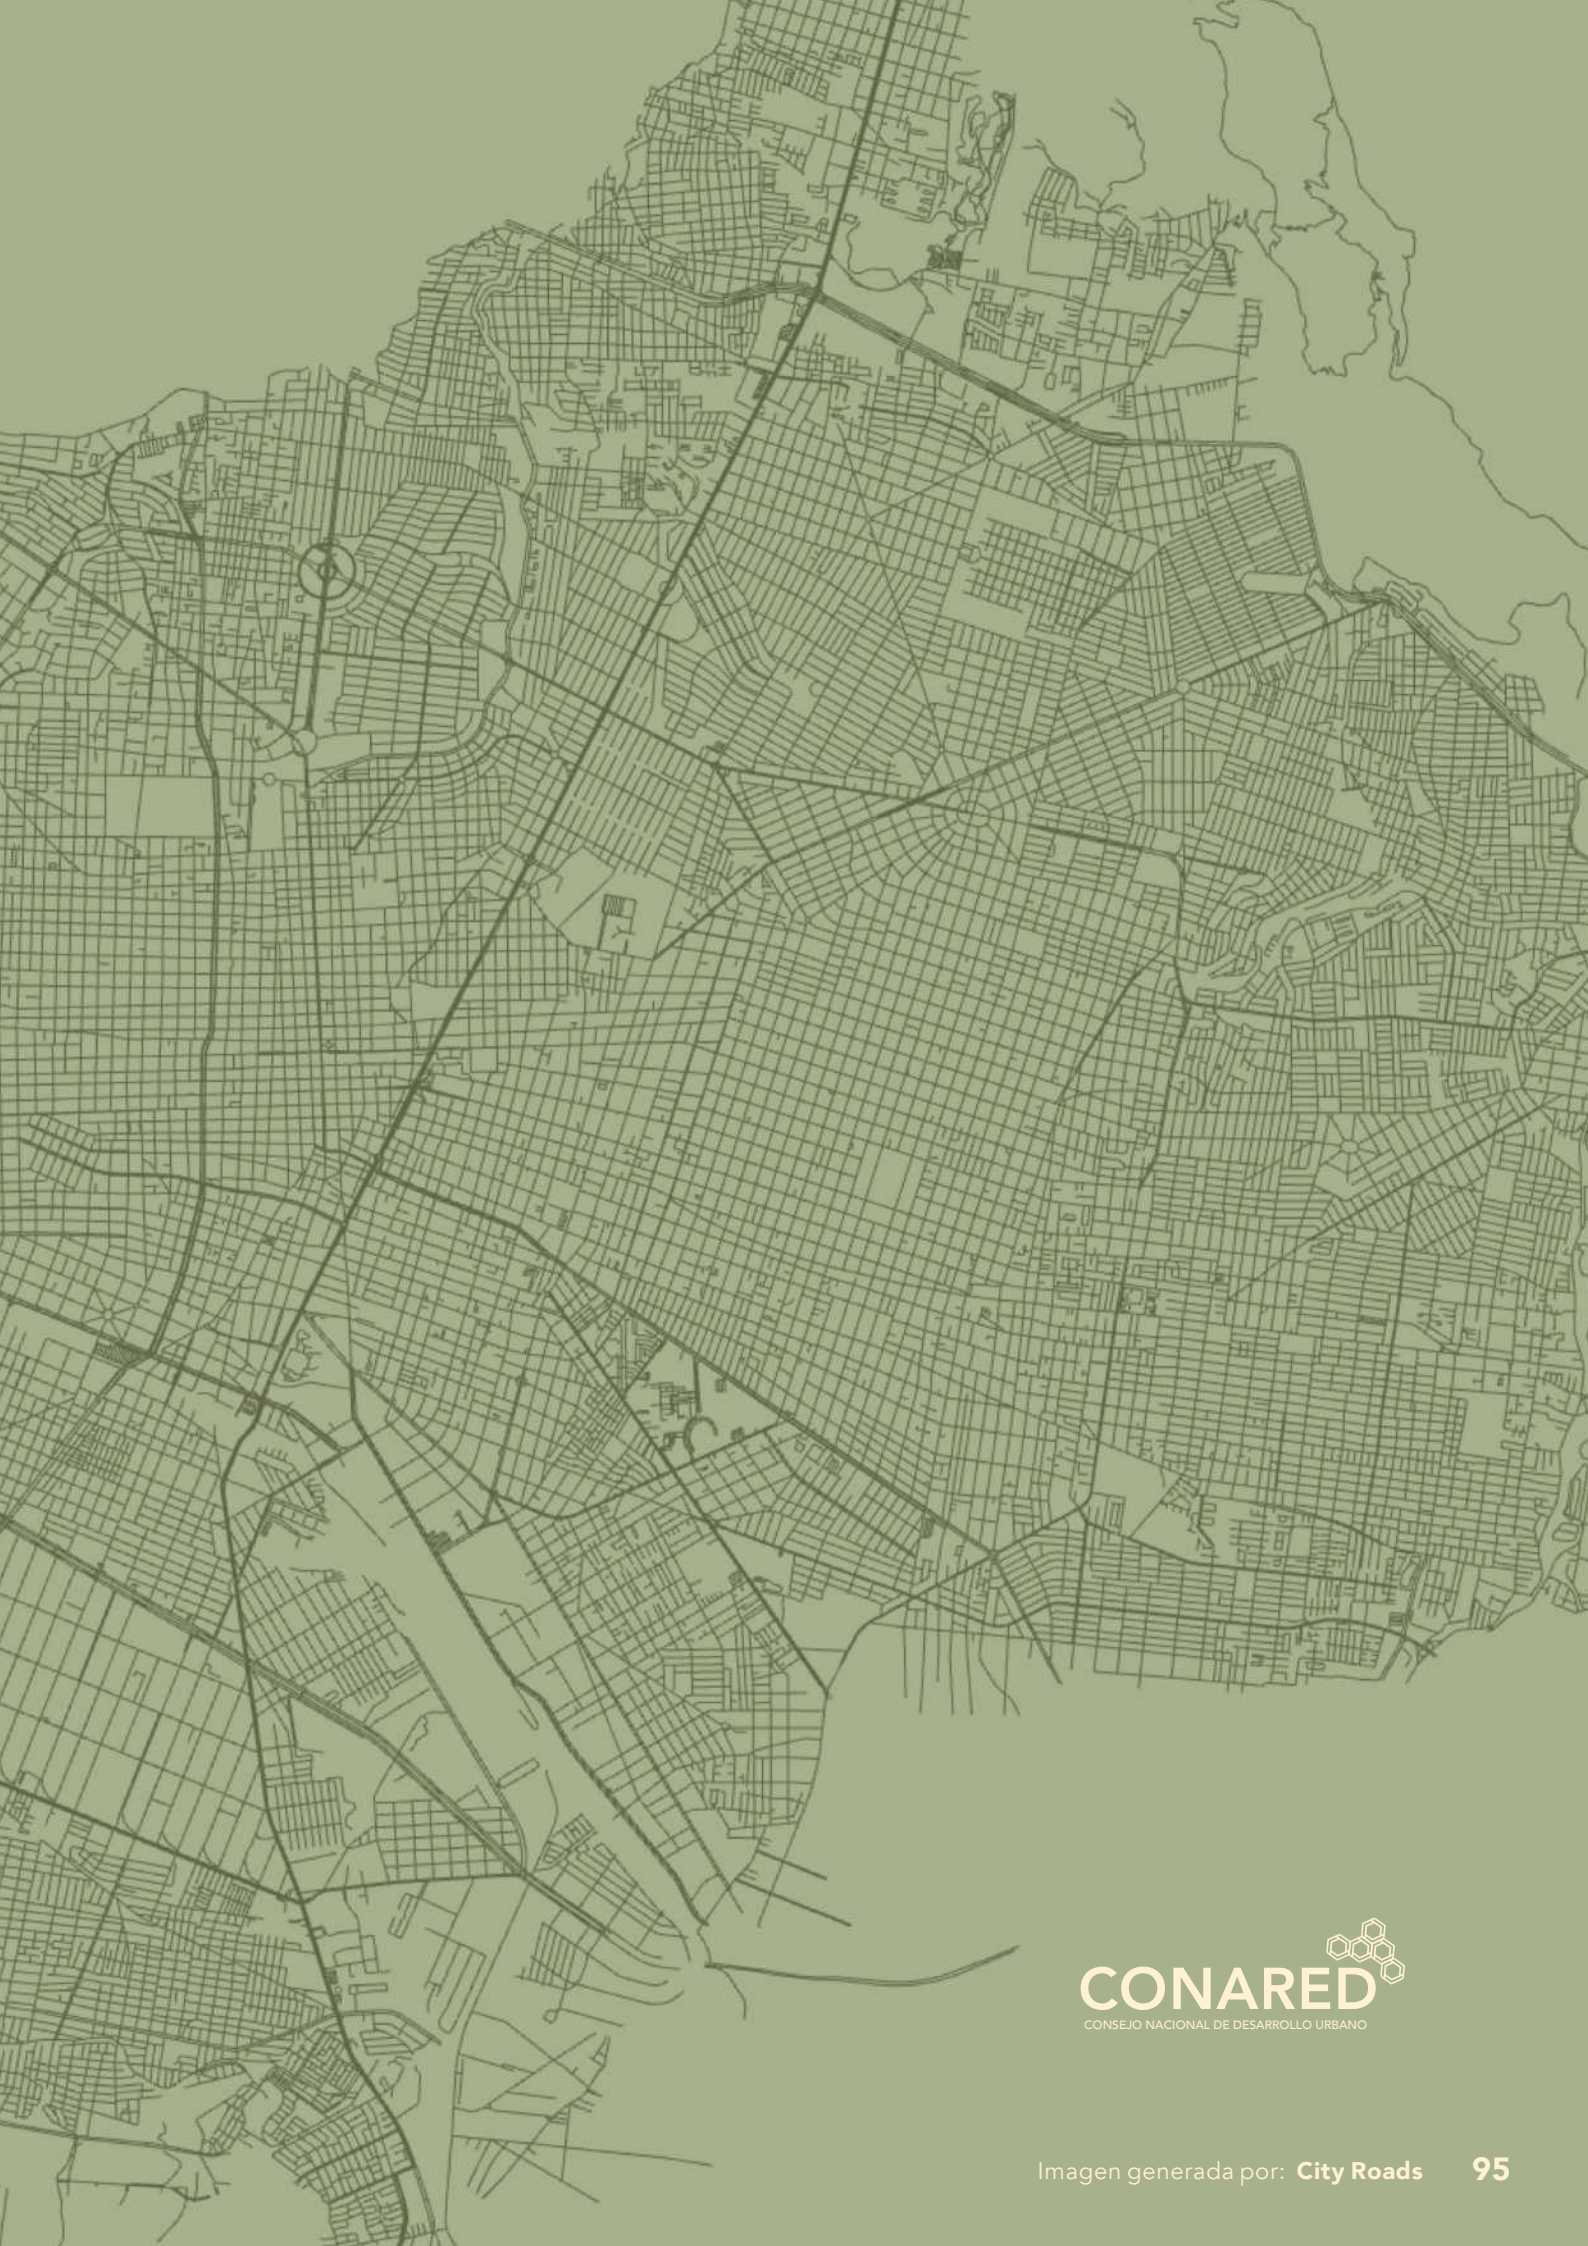 CONARED
CONSEJO NACIONAL DE DESARROLLO URBANO
Imagen generada por: City Roads 95